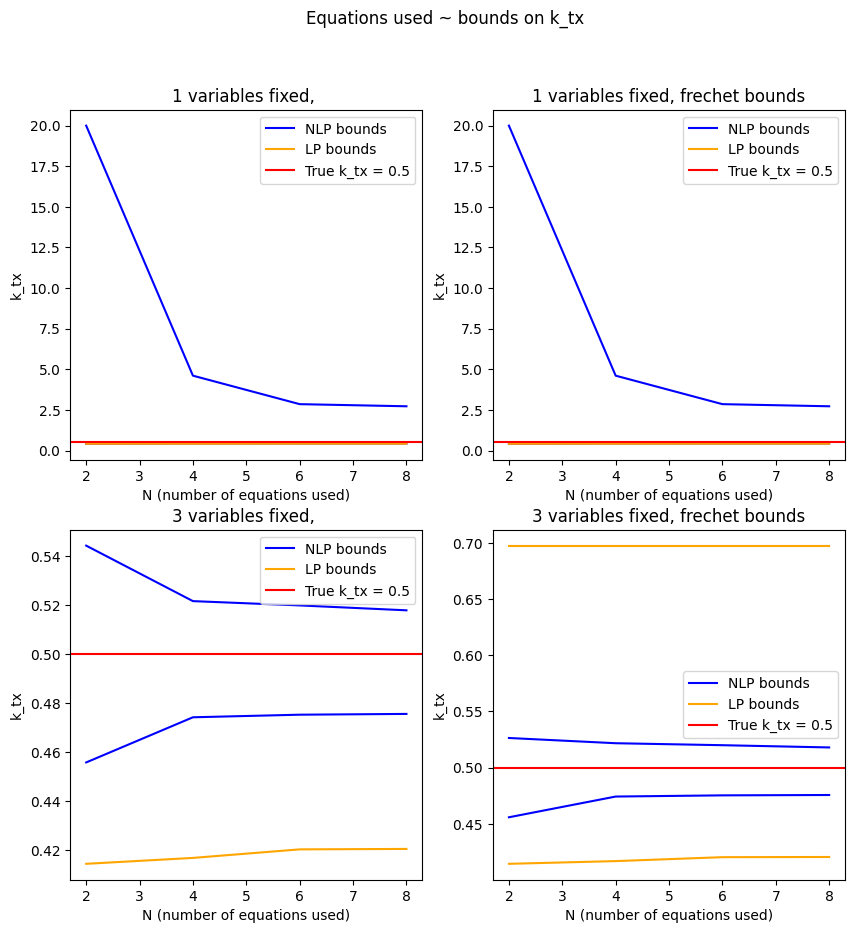 Equations used ~ bounds on k_tx
1 variables fixed,
k_tx
20.0
17.5
15.0
12.5
10.0
7.5
5.0
2.5
0.0
NLP bounds
LP bounds
True k_tx = 0.5
2 3 4 5 6 7 8
N (number of equations used)
1 variables fixed, frechet bounds
k_tx
20.0
17.5
15.0
12.5
10.0
7.5
5.0
2.5
0.0
NLP bounds
LP bounds
True k_tx = 0.5
2 3 4 5 6 7 8
N (number of equations used)
3 variables fixed,
k_tx
0.54
0.52
0.50
0.48
0.46
0.44
0.42
NLP bounds
LP bounds
True k_tx = 0.5
2 3 4 5 6 7 8
N (number of equations used)
3 variables fixed, frechet bounds
k_tx
0.70
0.65
0.60
0.55
0.50
0.45
NLP bounds
LP bounds
True k_tx = 0.5
2 3 4 5 6 7 8
N (number of equations used)